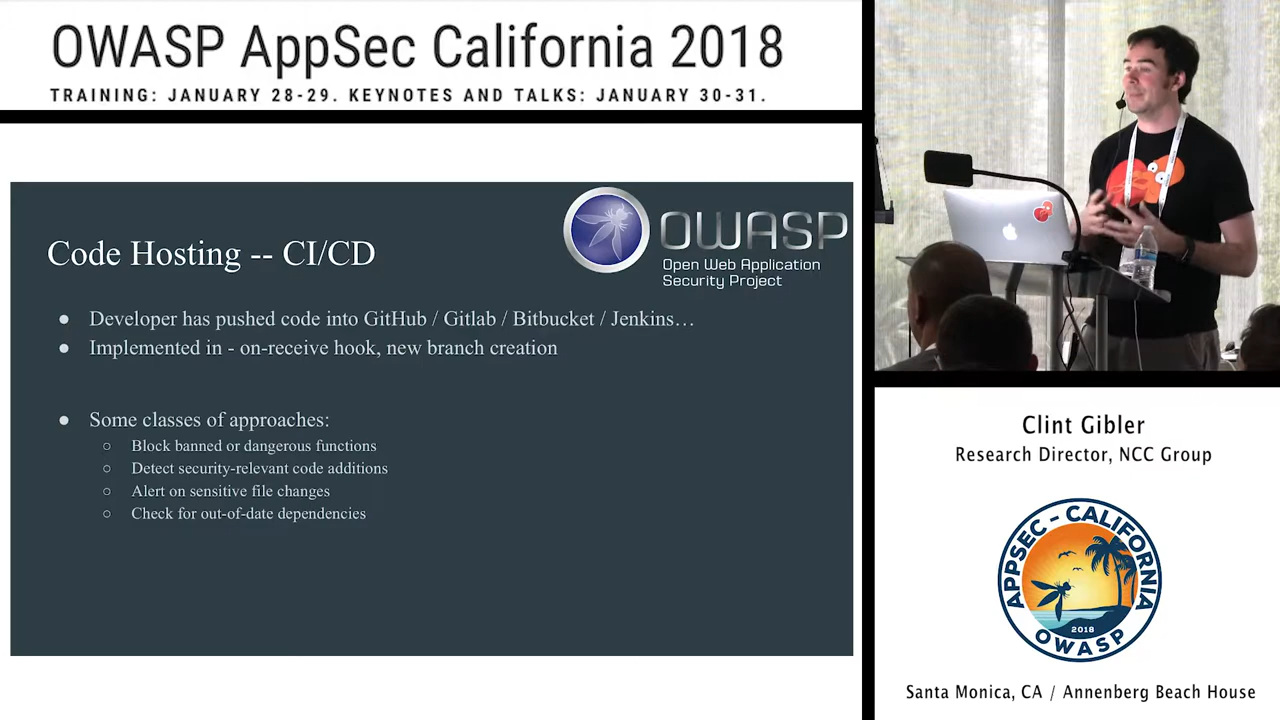 OWASP AppSec California 2018
TRAINING: JANUARY 28-29. KEYNOTES AND TALKS: JANUARY 30-31.
Code Hosting -- CI/CD
OWASP
Open Web Application
Security Project
● Developer has pushed code into GitHub / Gitlab / Bitbucket / Jenkins…
● Implemented in - on-receive hook, new branch creation
● Some classes of approaches:
○ Block banned or dangerous functions
○ Detect security-relevant code additions
○ Alert on sensitive file changes
○ Check for out-of-date dependencies
Clint Gibler
Research Director, NCC Group
APPSEC - CALIFORNIA
2018
OWASP
Santa Monica, CA / Annenberg Beach House